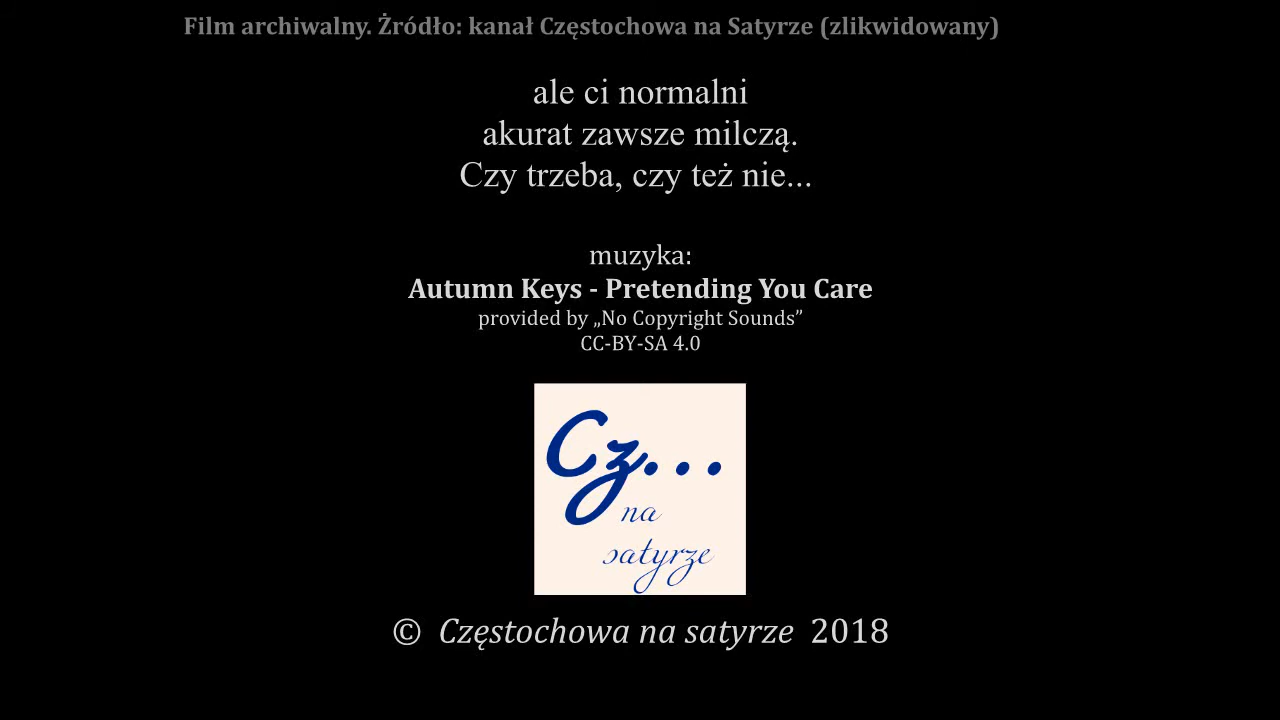 Film archiwalny. Żródło: kanał Częstochowa na Satyrze (zlikwidowany)
ale ci normalni
akurat zawsze milczą.
Czy trzeba, czy też nie...
muzyka:
Autumn Keys - Pretending You Care
provided by „No Copyright Sounds”
CC-BY-SA 4.0
Cz...
na
satyrze
© Częstochowa na satyrze 2018